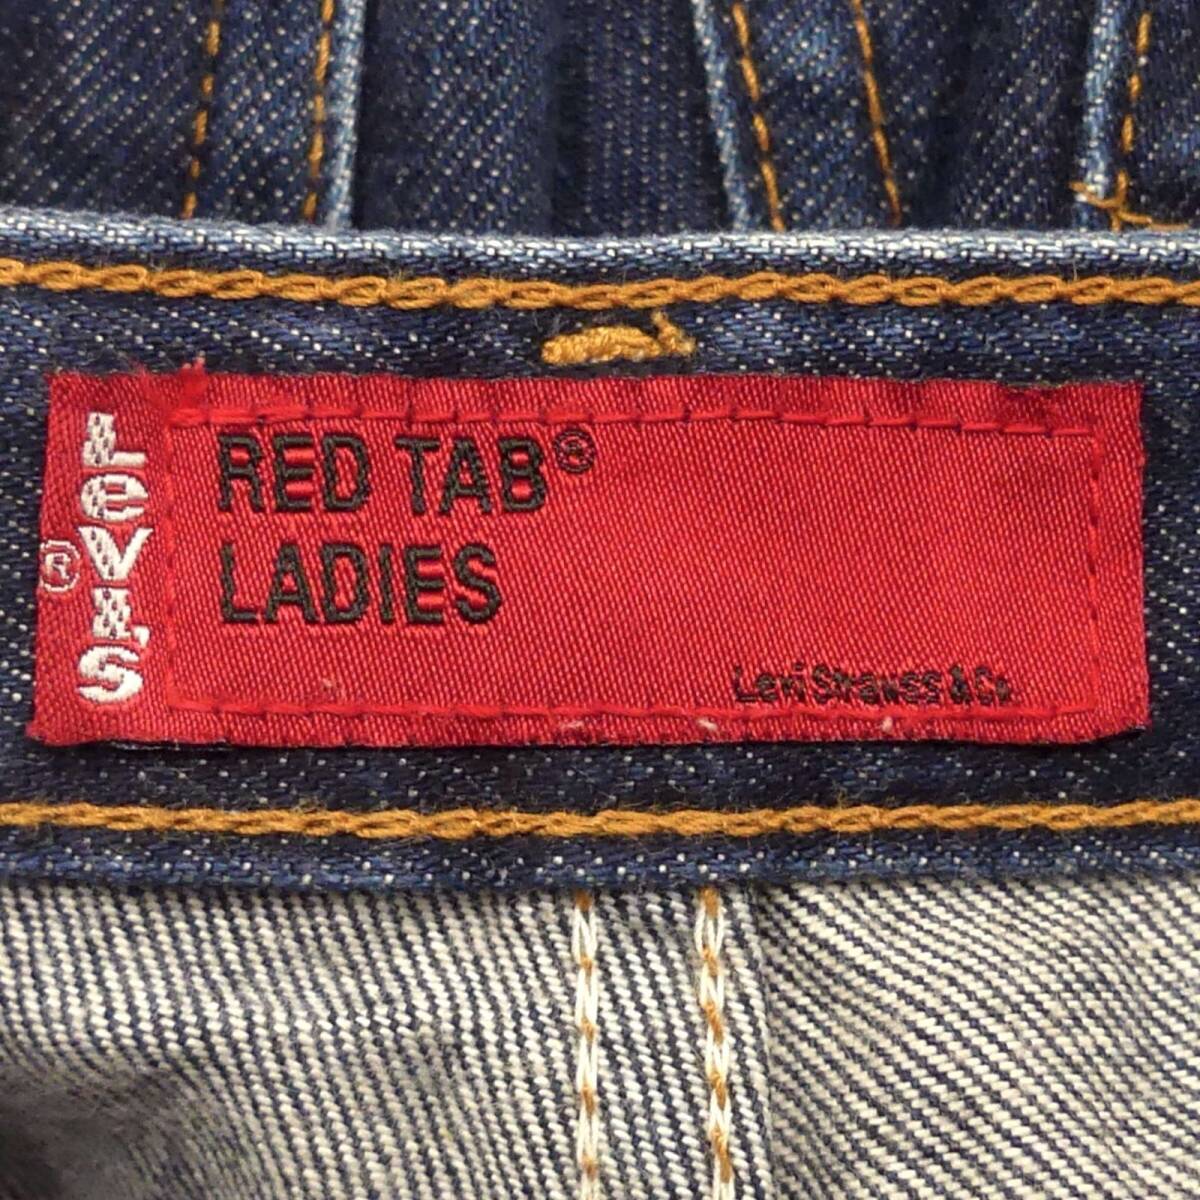 LEVI'S®
RED TAB®
LADIES
Levi Strauss & Co.